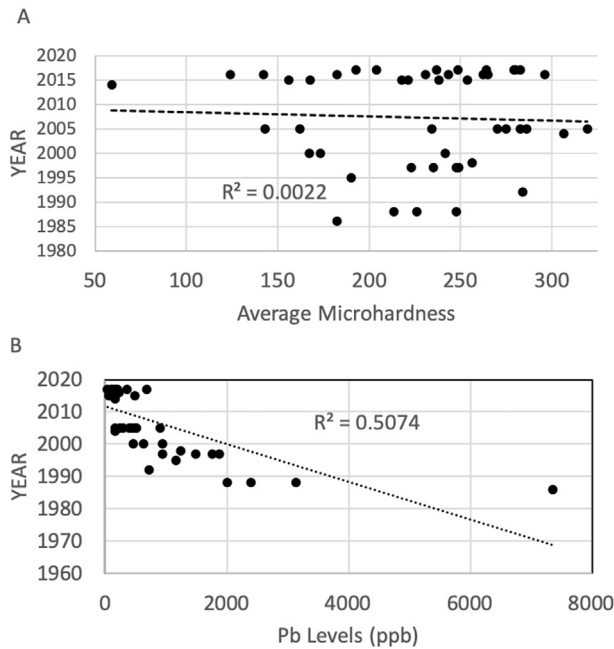 A
2020
2015
2010
2005
2000
1995
1990
1985
1980
YEAR
R² = 0.0022
50 100 150 200 250 300
Average Microhardness
B
2020
2010
2000
1990
1980
1970
1960
YEAR
R² = 0.5074
0 2000 4000 6000 8000
Pb Levels (ppb)